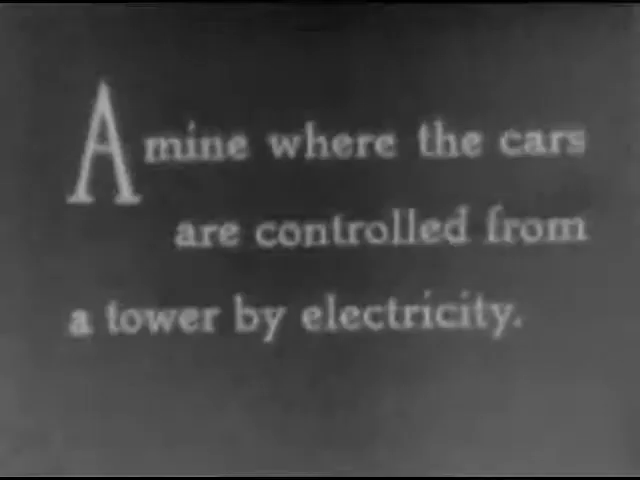 A mine where the cars
are controlled from
a tower by electricity.